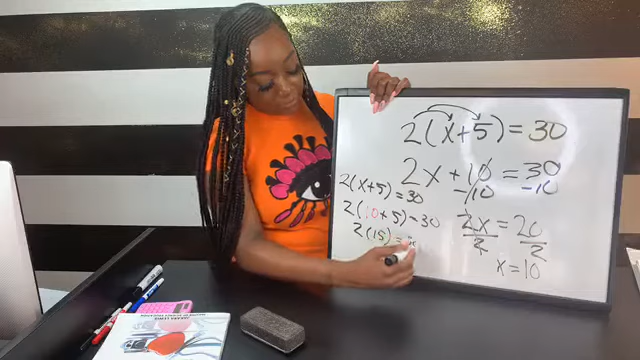 2(x+5)=30
2x+10=30
-10 -10
2x=20
2 2
x=10
2(x+5)=30
2(10+5)=30
2(15)=